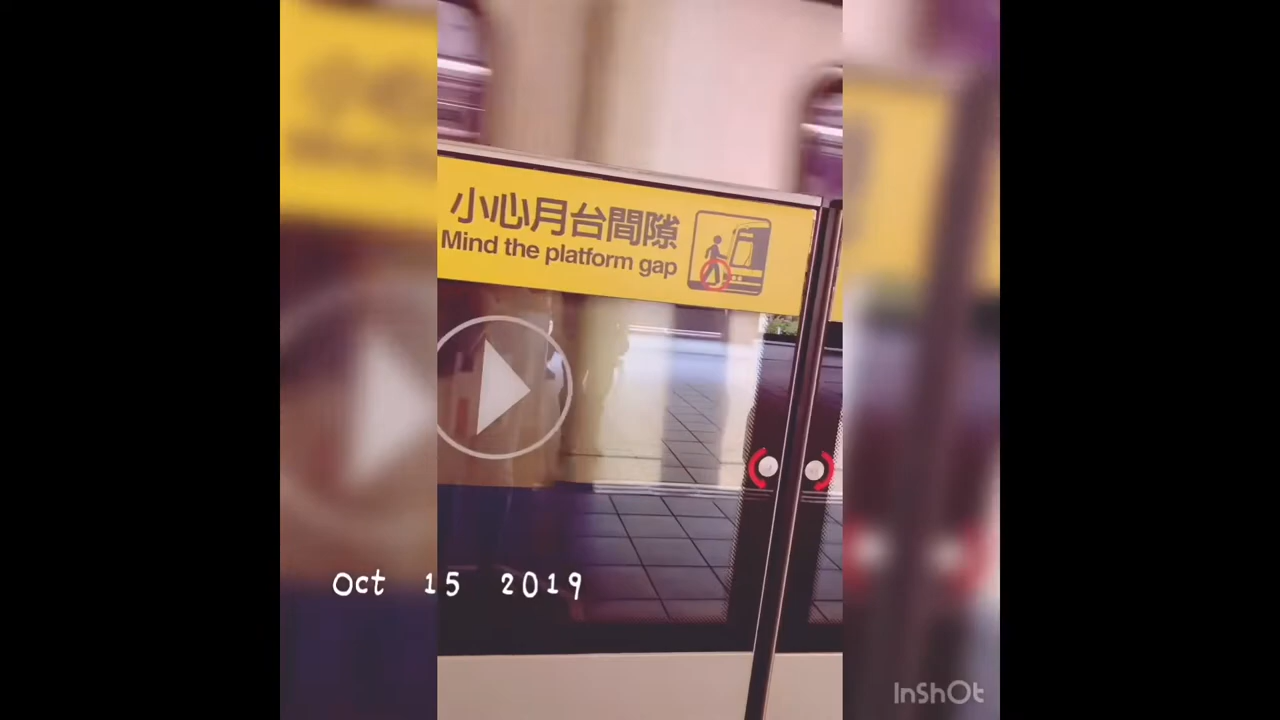 小心月台間隙
Mind the platform gap
Oct 15 2019
InShOt